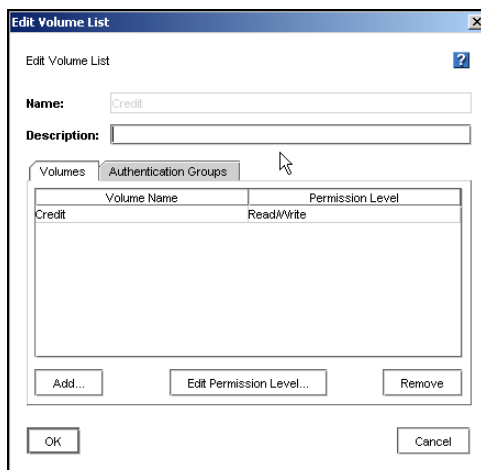 Edit Volume List
Edit Volume List
?
Name: Credit
Description:
Volumes Authentication Groups
Volume Name Permission Level
Credit Read/Write
Add... Edit Permission Level... Remove
OK Cancel